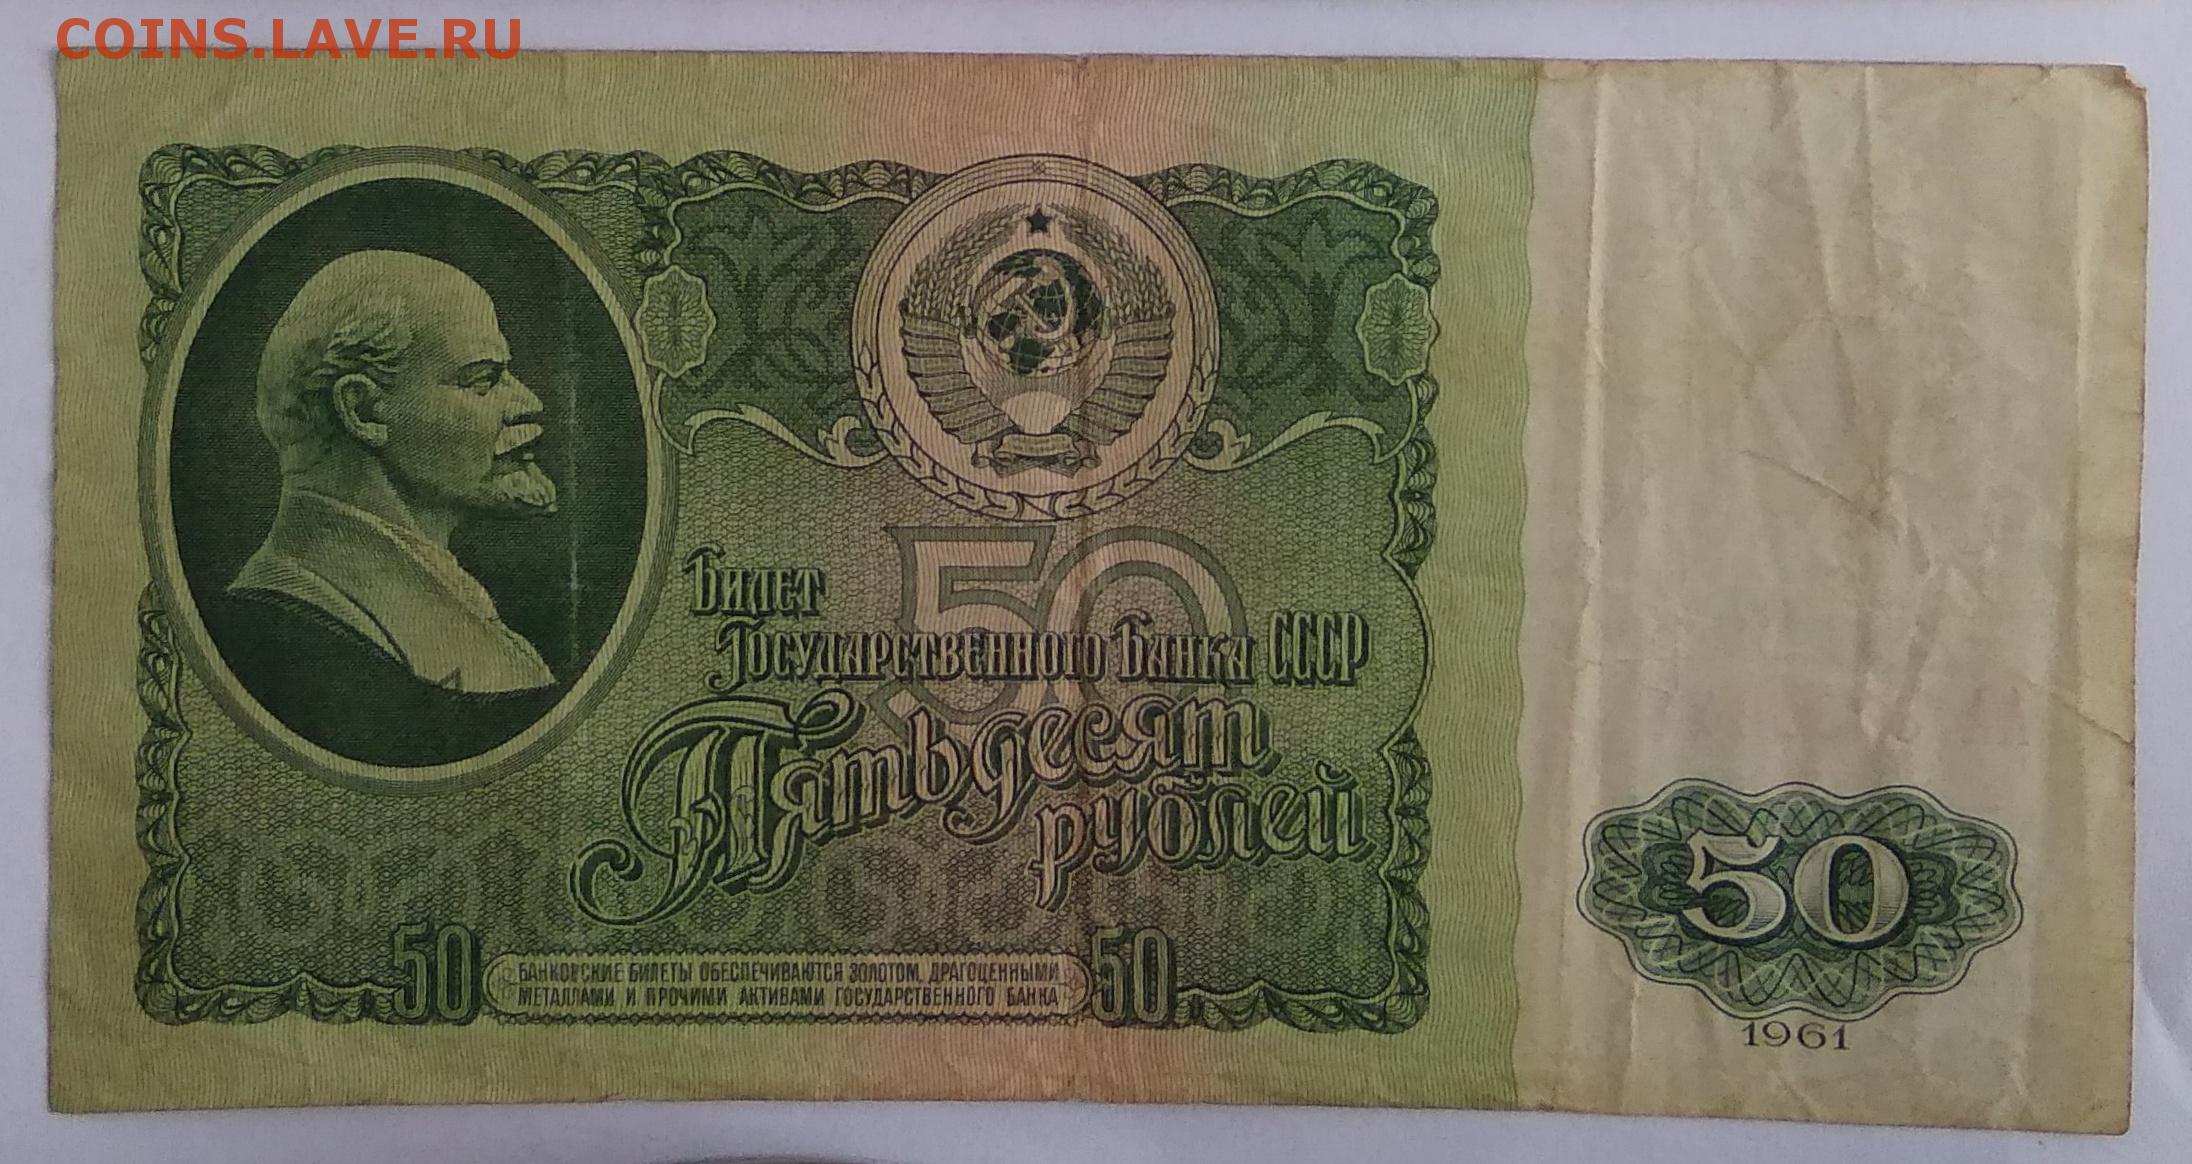 COINS.LAVE.RU
Билет
Государственного Банка СССР
50
Пятьдесят
рублей
50
БАНКОВСКИЕ БИЛЕТЫ ОБЕСПЕЧИВАЮТСЯ ЗОЛОТОМ, ДРАГОЦЕННЫМИ
МЕТАЛЛАМИ И ПРОЧИМИ АКТИВАМИ ГОСУДАРСТВЕННОГО БАНКА
50
50
1961